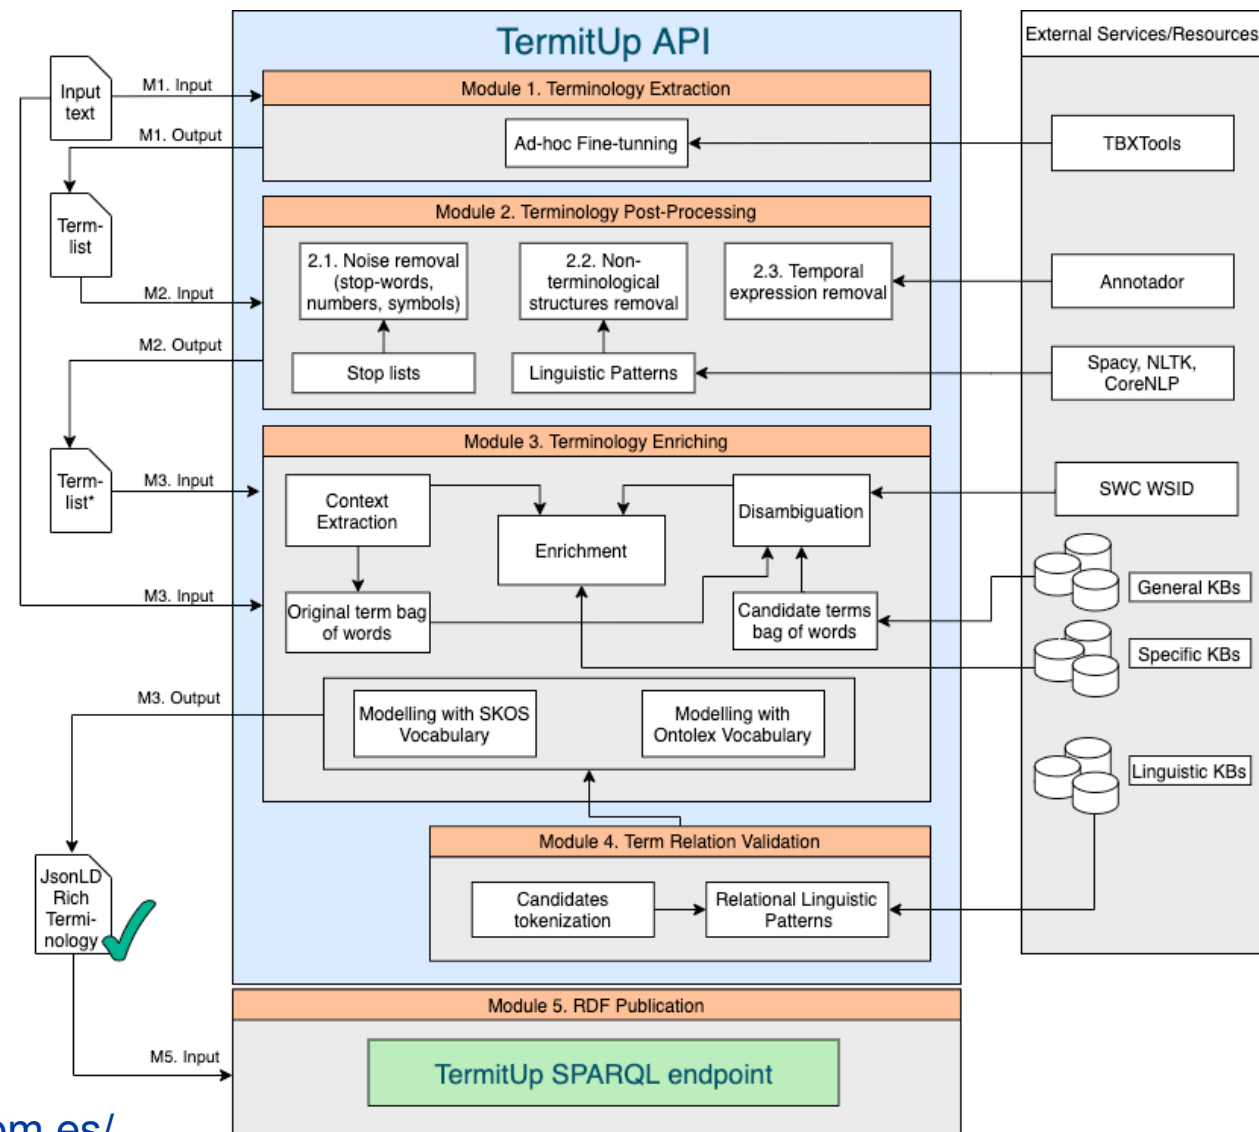 TermitUp API
External Services/Resources
Input
text
M1. Input
M1. Output
Module 1. Terminology Extraction
Ad-hoc Fine-tunning
TBXTools
Term-
list
M2. Input
M2. Output
Module 2. Terminology Post-Processing
2.1. Noise removal
(stop-words,
numbers, symbols)
2.2. Non-
terminological
structures removal
2.3. Temporal
expression removal
Annotador
Stop lists
Linguistic Patterns
Spacy, NLTK,
CoreNLP
Term-
list*
M3. Input
M3. Input
Module 3. Terminology Enriching
Context
Extraction
Enrichment
Disambiguation
SWC WSID
Original term bag
of words
Candidate terms
bag of words
General KBs
Specific KBs
M3. Output
Modelling with SKOS
Vocabulary
Modelling with
Ontolex Vocabulary
Linguistic KBs
Module 4. Term Relation Validation
Candidates
tokenization
Relational Linguistic
Patterns
JsonLD
Rich
Termi-
nology
M5. Input
Module 5. RDF Publication
TermitUp SPARQL endpoint